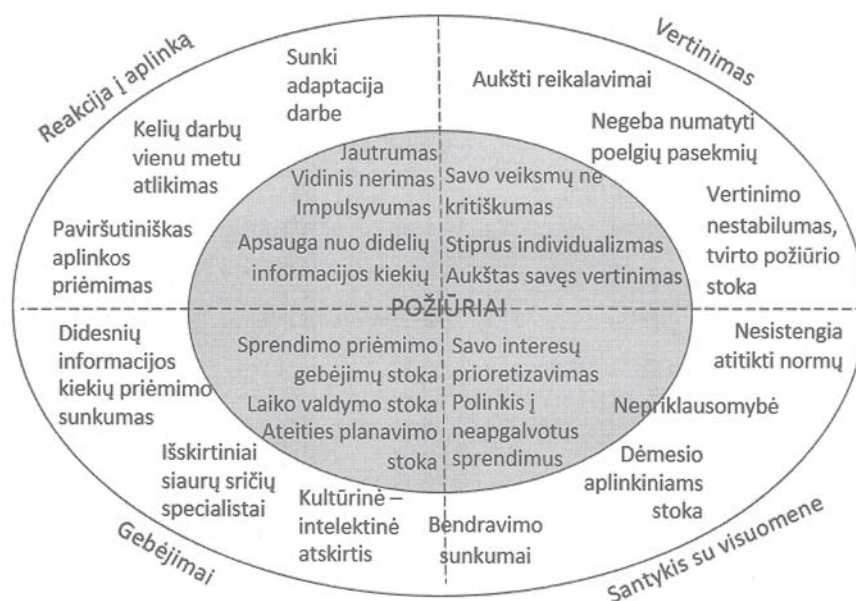 Reakcija į aplinką
Sunki
adaptacija
darbe
Kelių darbų
vienu metu
atlikimas
Paviršutiniškas
aplinkos
priėmimas
Jautrumas
Vidinis nerimas
Impulsyvumas
Apsauga nuo didelių
informacijos kiekių
Vertinimas
Aukšti reikalavimai
Negeba numatyti
poelgių pasekmių
Vertinimo
nestabilumas,
tvirto požiūrio
stoka
Savo veiksmų ne
kritiškumas
Stiprus individualizmas
Aukštas savęs vertinimas
POŽIŪRIAI
Didesnių
informacijos
kiekių priėmimo
sunkumas
Išskirtiniai
siaurų sričių
specialistai
Kultūrinė –
intelektinė
atskirtis
Gebėjimai
Sprendimo priėmimo
gebėjimų stoka
Laiko valdymo stoka
Ateities planavimo
stoka
Savo interesų
prioretizavimas
Polinkis į
neapgalvotus
sprendimus
Nesistengia
atitikti normų
Nepriklausomybė
Dėmesio
aplinkiniams
stoka
Bendravimo
sunkumai
Santykis su visuomene